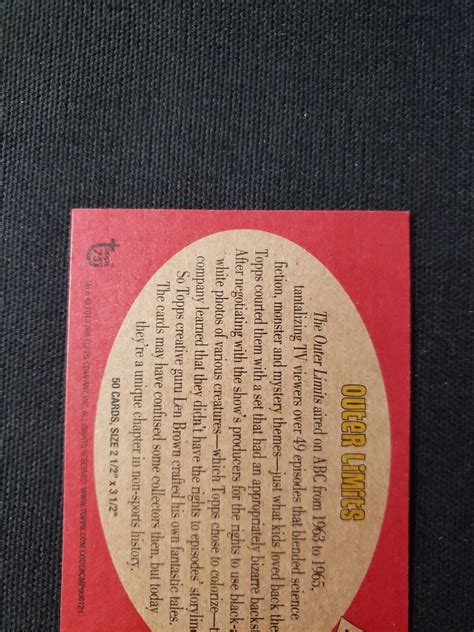 OUTER LIMITS
The Outer Limits aired on ABC from 1963 to 1965,
tantalizing TV viewers over 49 episodes that blended science
fiction, monster and mystery themes—just what kids loved back the
Topps courted them with a set that had an appropriately bizarre backs
After negotiating with the show's producers for the rights to use black-a
white photos of various creatures—which Topps chose to colorize—t
company learned that they didn't have the rights to episodes' storylin
So Topps creative guru Len Brown crafted his own fantastic tales.
The cards may have confused some collectors then, but today
they're a unique chapter in non-sports history.
50 CARDS, SIZE 2 1/2" x 3 1/2"
topps
75